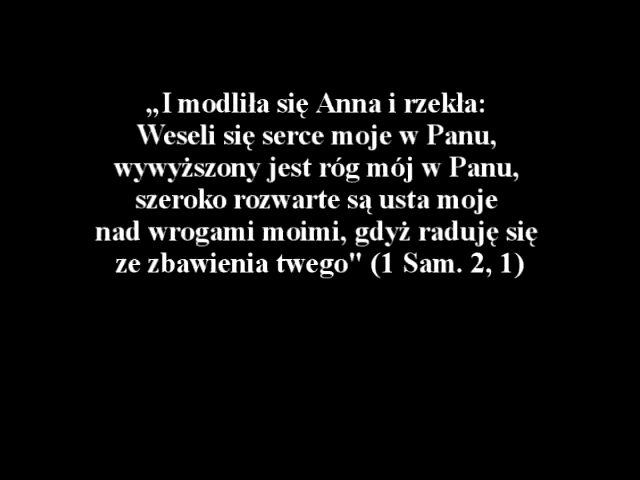 „I modliła się Anna i rzekła:
Weseli się serce moje w Panu,
wywyższony jest róg mój w Panu,
szeroko rozwarte są usta moje
nad wrogami moimi, gdyż raduję się
ze zbawienia twego" (1 Sam. 2, 1)